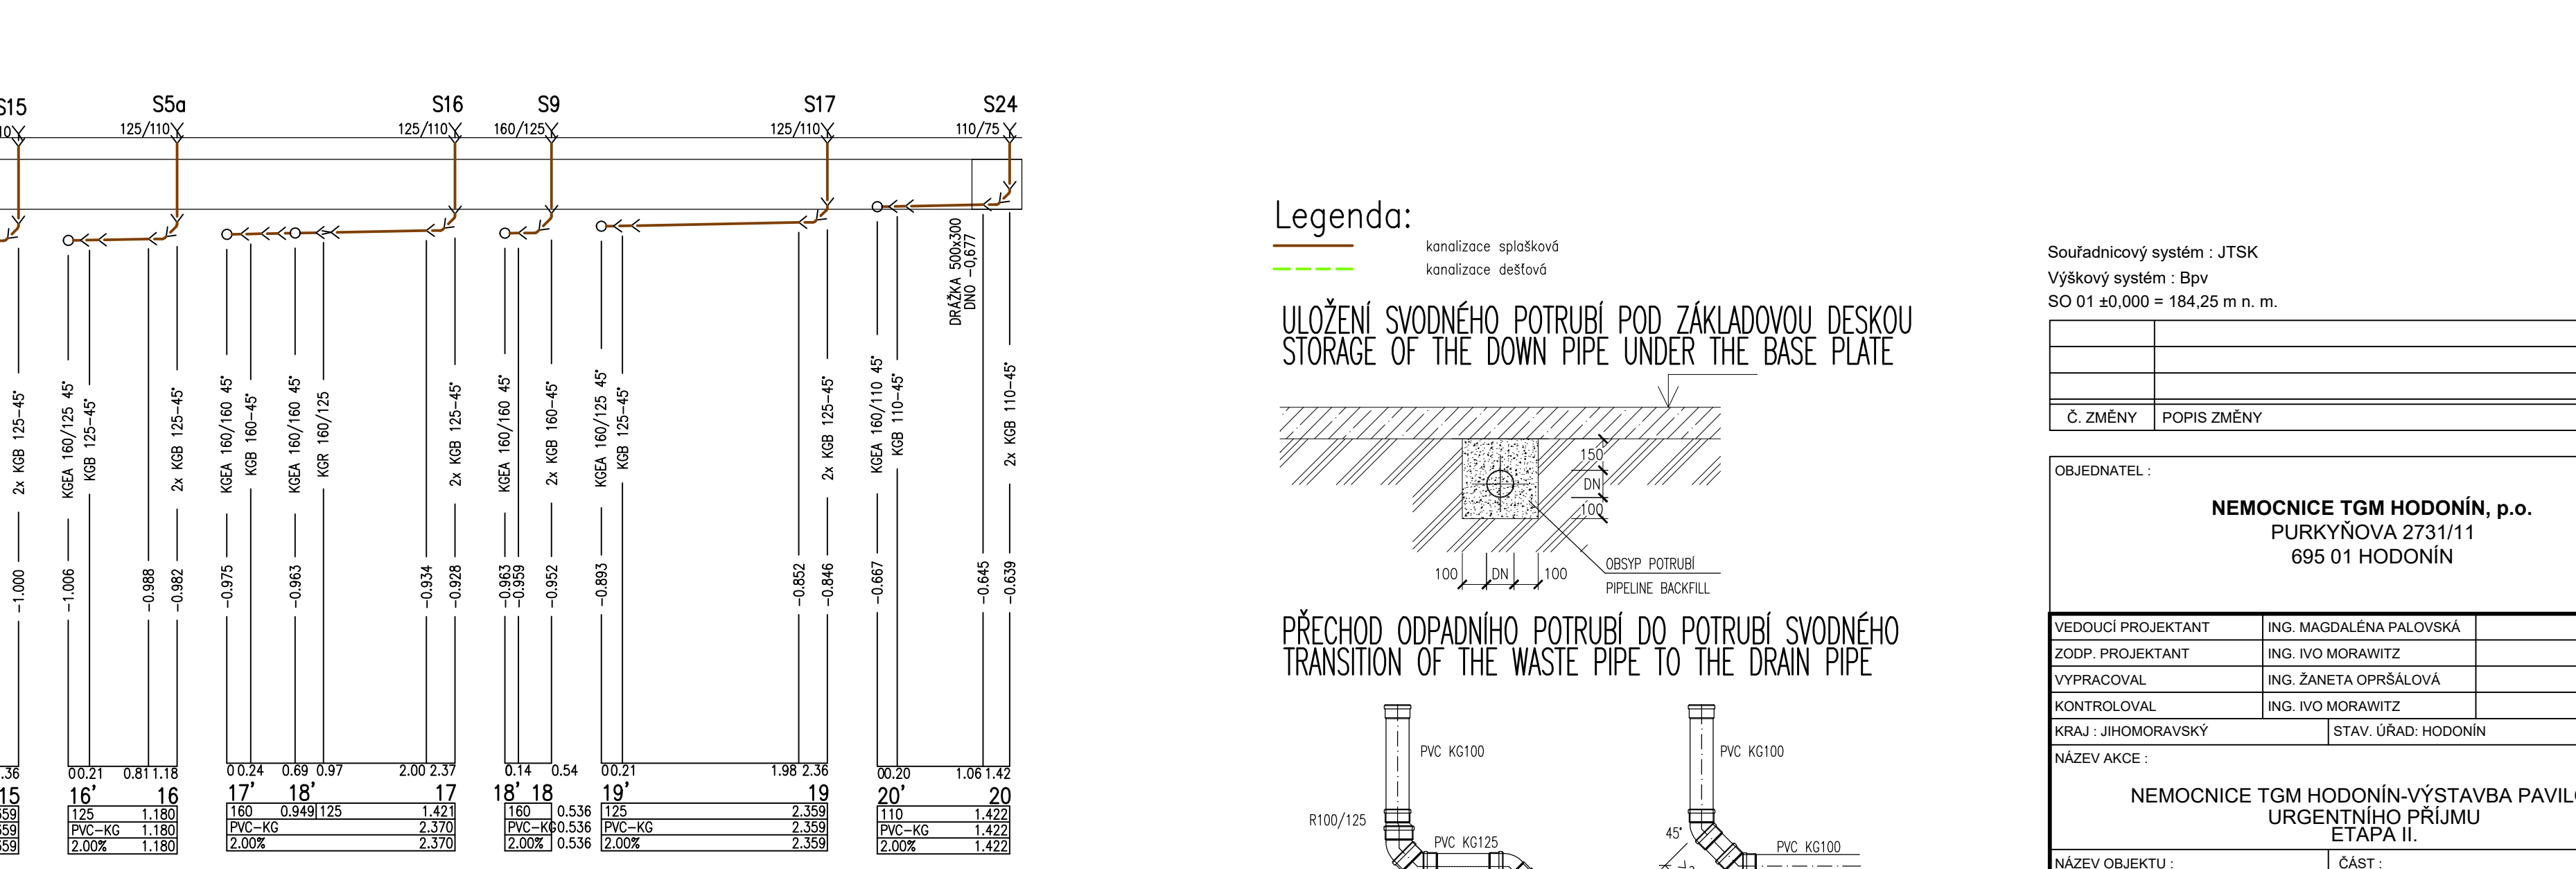 S15
S5a
S16
S9
S17
S24
125/110
125/110
160/125
125/110
110/75
DRÁŽKA 500x300
DNO -0,677
2x KGB 125-45°
KGEA 160/125 45°
KGB 125-45°
2x KGB 125-45°
KGEA 160/160 45°
KGB 160-45°
KGEA 160/160 45°
KGR 160/125
2x KGB 125-45°
KGEA 160/160 45°
2x KGB 160-45°
KGEA 160/125 45°
KGB 125-45°
2x KGB 125-45°
KGEA 160/110 45°
KGB 110-45°
2x KGB 110-45°
-1.000
-1.006
-0.988
-0.982
-0.975
-0.963
-0.934
-0.928
-0.963
-0.959
-0.952
-0.893
-0.852
-0.846
-0.667
-0.645
-0.639
.36
0 0.21 0.81 1.18
0 0.24 0.69 0.97 2.00 2.37
0.14 0.54
0 0.21 1.98 2.36
0 0.20 1.06 1.42
15
16' 16
17' 18' 17
18' 18
19' 19
20' 20
559
125 1.180
160 0.949 125 1.421
160 0.536
125 2.359
110 1.422
559
PVC-KG 1.180
PVC-KG 2.370
PVC-KG 0.536
PVC-KG 2.359
PVC-KG 1.422
559
2.00% 1.180
2.00% 2.370
2.00% 0.536
2.00% 2.359
2.00% 1.422
Legenda:
kanalizace splašková
kanalizace dešťová
ULOŽENÍ SVODNÉHO POTRUBÍ POD ZÁKLADOVOU DESKOU
STORAGE OF THE DOWN PIPE UNDER THE BASE PLATE
150
DN
100
100 DN 100
OBSYP POTRUBÍ
PIPELINE BACKFILL
PŘECHOD ODPADNÍHO POTRUBÍ DO POTRUBÍ SVODNÉHO
TRANSITION OF THE WASTE PIPE TO THE DRAIN PIPE
PVC KG100
R100/125
PVC KG125
PVC KG100
45°
PVC KG100
Souřadnicový systém : JTSK
Výškový systém : Bpv
SO 01 ±0,000 = 184,25 m n. m.
Č. ZMĚNY POPIS ZMĚNY
OBJEDNATEL :
NEMOCNICE TGM HODONÍN, p.o.
PURKYŇOVA 2731/11
695 01 HODONÍN
VEDOUCÍ PROJEKTANT ING. MAGDALÉNA PALOVSKÁ
ZODP. PROJEKTANT ING. IVO MORAWITZ
VYPRACOVAL ING. ŽANETA OPRŠÁLOVÁ
KONTROLOVAL ING. IVO MORAWITZ
KRAJ : JIHOMORAVSKÝ STAV. ÚŘAD: HODONÍN
NÁZEV AKCE :
NEMOCNICE TGM HODONÍN-VÝSTAVBA PAVIL
URGENTNÍHO PŘÍJMU
ETAPA II.
NÁZEV OBJEKTU : ČÁST :